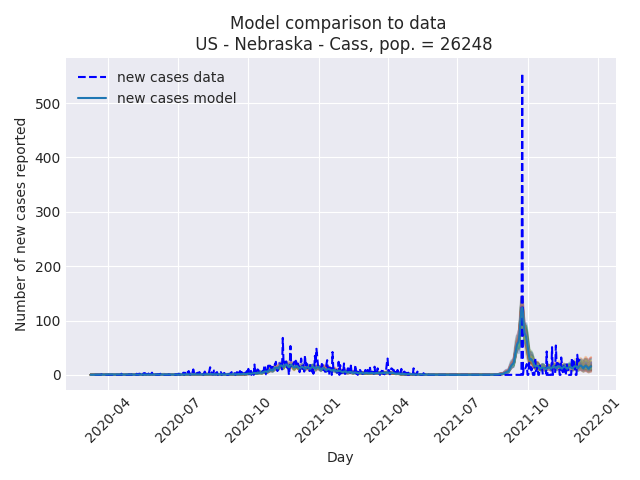 Model comparison to data
US - Nebraska - Cass, pop. = 26248
new cases data
new cases model
Number of new cases reported
500
400
300
200
100
0
2020-04
2020-07
2020-10
2021-01
2021-04
2021-07
2021-10
2022-01
Day